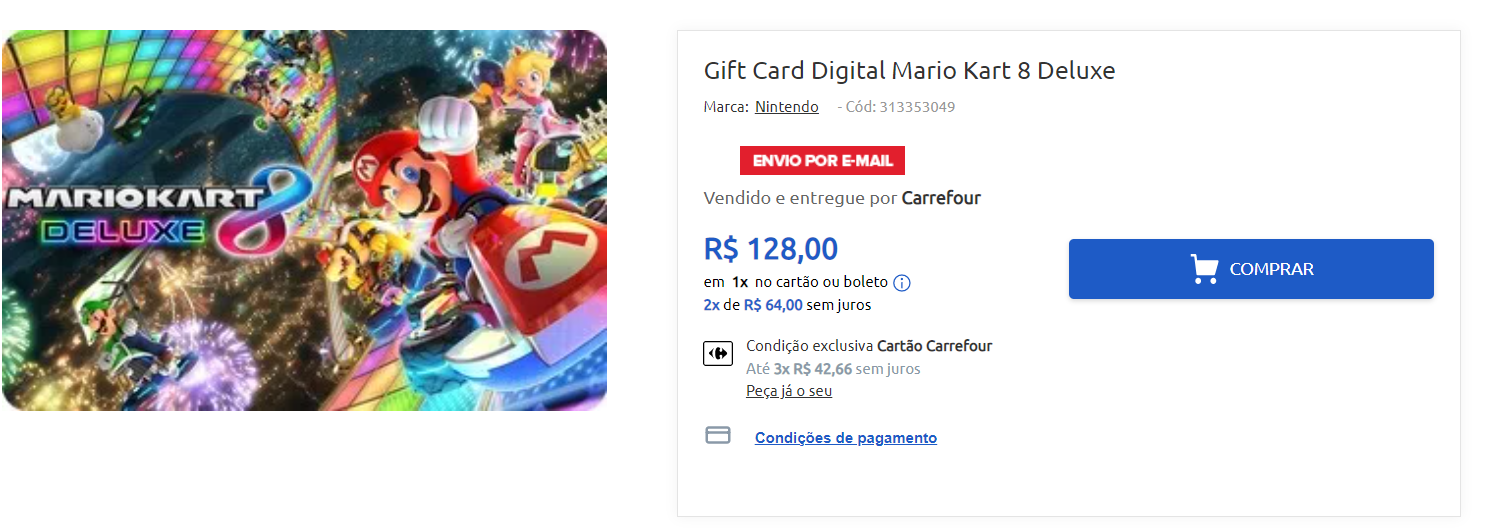 MARIOKART 8
DELUXE
Gift Card Digital Mario Kart 8 Deluxe
Marca: Nintendo - Cód: 313353049
ENVIO POR E-MAIL
Vendido e entregue por Carrefour
R$ 128,00
em 1x no cartão ou boleto
2x de R$ 64,00 sem juros
COMPRAR
Condição exclusiva Cartão Carrefour
Até 3x R$ 42,66 sem juros
Peça já o seu
Condições de pagamento